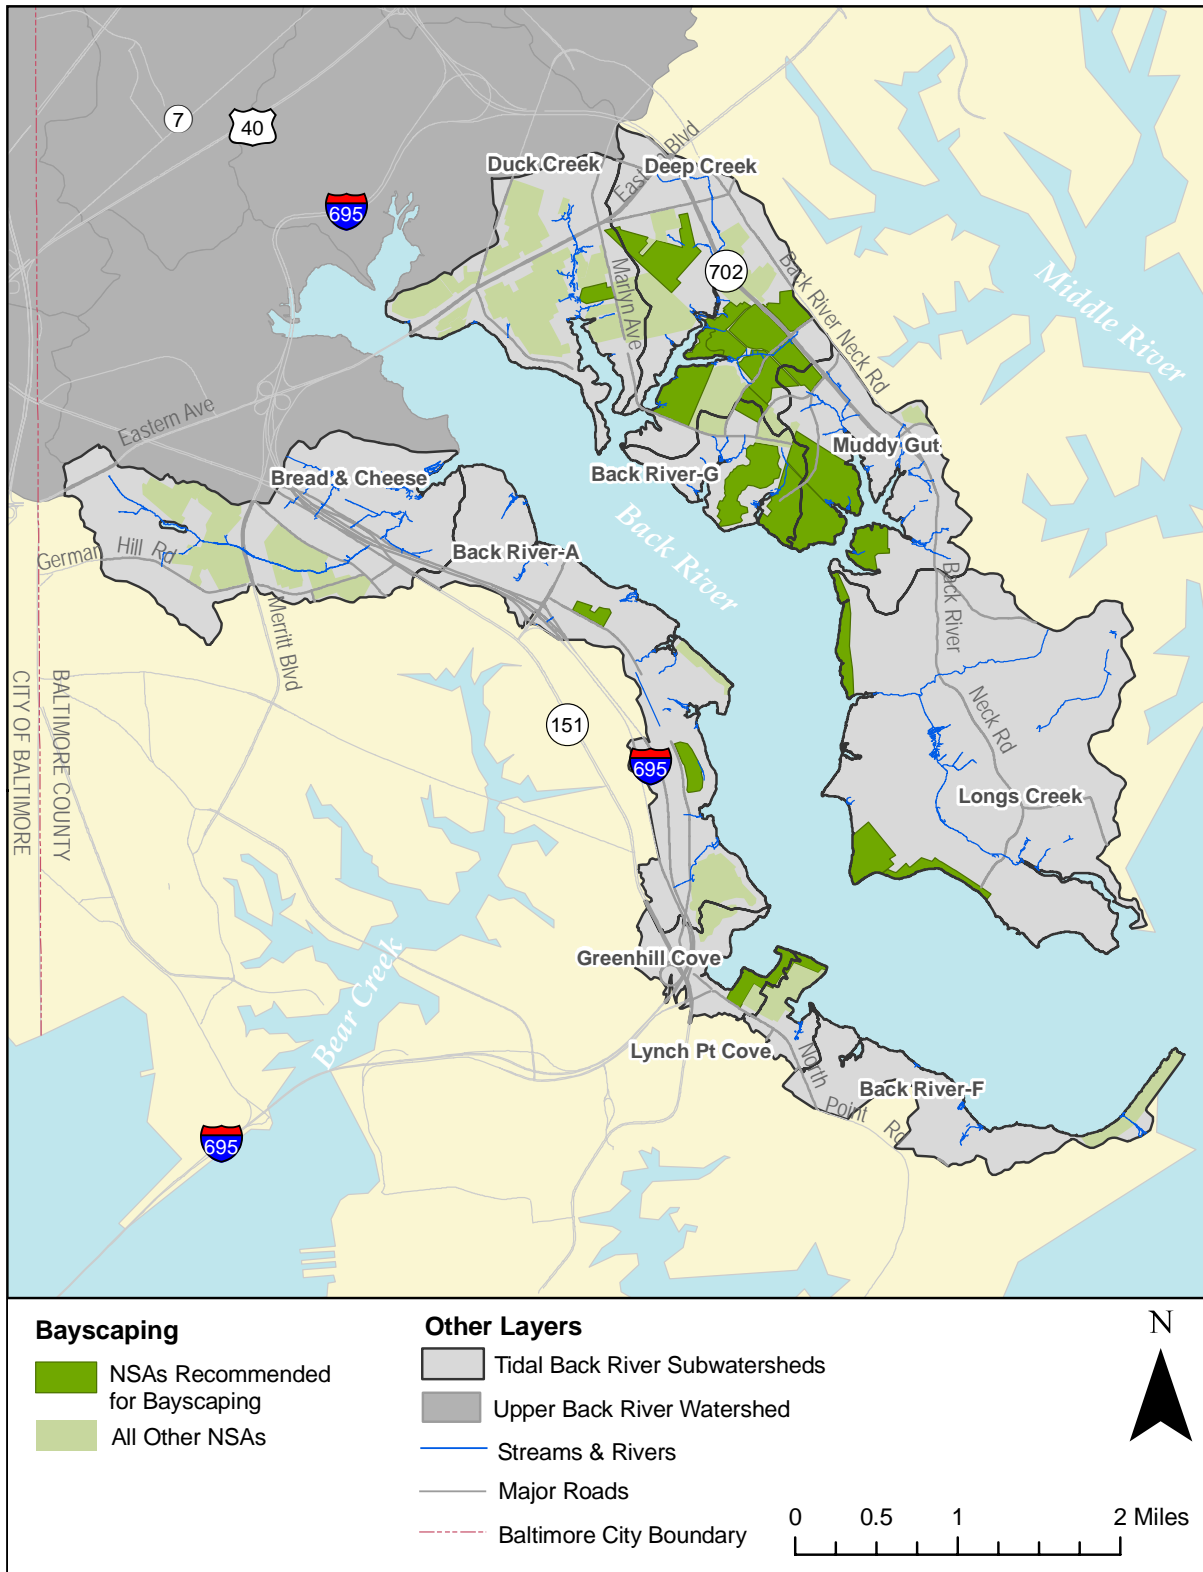 7
40
695
Duck Creek
Eastern Blvd
Deep Creek
702
Marlyn Ave
Back River Neck Rd
Middle River
Eastern Ave
Bread & Cheese
Muddy Gut
Back River-G
Back River
German Hill Rd
Back River-A
Merritt Blvd
Back River
Neck Rd
BALTIMORE COUNTY
CITY OF BALTIMORE
151
695
Longs Creek
Greenhill Cove
Bear Creek
Lynch Pt Cove
North Point Rd
Back River-F
695
Bayscaping
NSAs Recommended
for Bayscaping
All Other NSAs
Other Layers
Tidal Back River Subwatersheds
Upper Back River Watershed
Streams & Rivers
Major Roads
Baltimore City Boundary
N
0 0.5 1 2 Miles